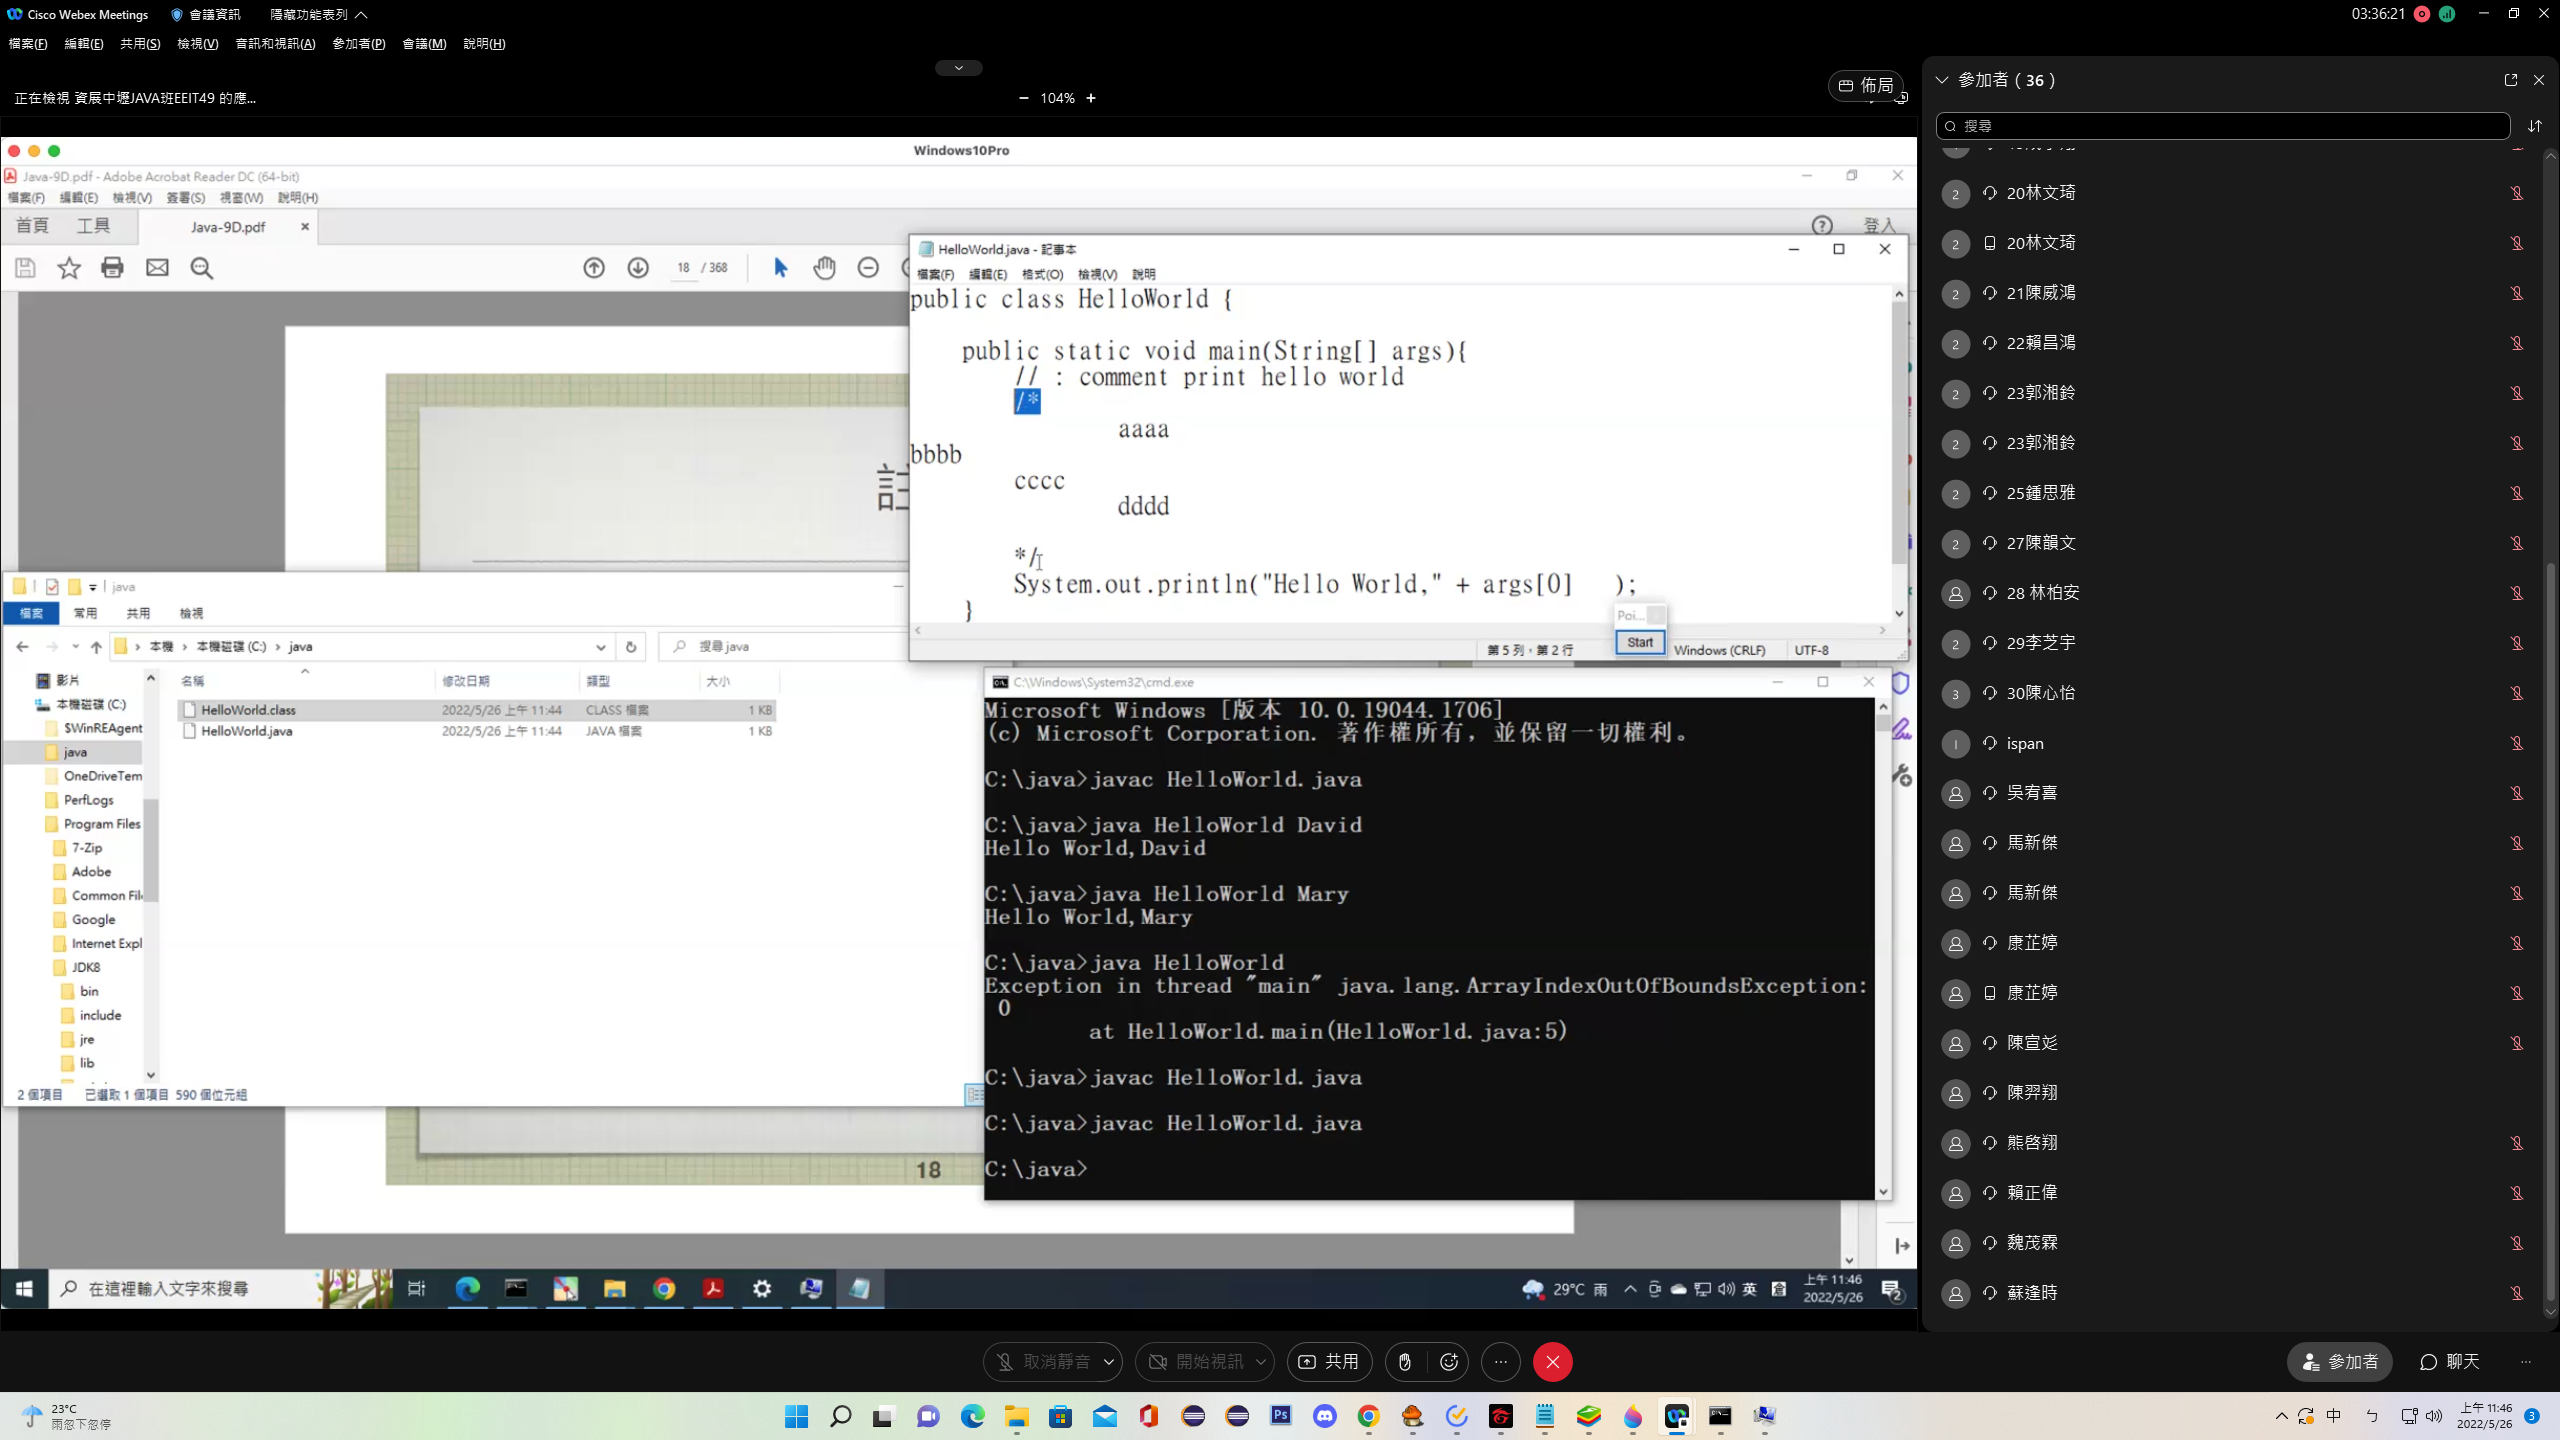 Cisco Webex Meetings
會議資訊
隱藏功能表列
03:36:21
檔案(F) 編輯(E) 共用(S) 檢視(V) 音訊和視訊(A) 參加者(P) 會議(M) 說明(H)
正在檢視 資展中壢JAVA班EEIT49 的應...
104%
佈局
Windows10Pro
Java-9D.pdf - Adobe Acrobat Reader DC (64-bit)
檔案(F) 編輯(E) 檢視(V) 簽署(S) 視窗(W) 說明(H)
首頁 工具 Java-9D.pdf
登入
18 / 368
18
HelloWorld.java - 記事本
檔案(F) 編輯(E) 格式(O) 檢視(V) 說明
public class HelloWorld {
public static void main(String[] args){
// : comment print hello world
/*
aaaa
bbbb
cccc
dddd
*/
System.out.println("Hello World," + args[0] );
}
Poi...
Start
第 5 列，第 2 行
Windows (CRLF)
UTF-8
java
檔案 常用 共用 檢視
本機 › 本機磁碟 (C:) › java
搜尋 java
影片
本機磁碟 (C:)
$WinREAgent
java
OneDriveTem
PerfLogs
Program Files
7-Zip
Adobe
Common Fil
Google
Internet Expl
JDK8
bin
include
jre
lib
名稱 修改日期 類型 大小
HelloWorld.class 2022/5/26 上午 11:44 CLASS 檔案 1 KB
HelloWorld.java 2022/5/26 上午 11:44 JAVA 檔案 1 KB
2 個項目 已選取 1 個項目 590 個位元組
C:\Windows\System32\cmd.exe
Microsoft Windows [版本 10.0.19044.1706]
(c) Microsoft Corporation. 著作權所有，並保留一切權利。
C:\java>javac HelloWorld.java
C:\java>java HelloWorld David
Hello World,David
C:\java>java HelloWorld Mary
Hello World,Mary
C:\java>java HelloWorld
Exception in thread "main" java.lang.ArrayIndexOutOfBoundsException:
0
at HelloWorld.main(HelloWorld.java:5)
C:\java>javac HelloWorld.java
C:\java>javac HelloWorld.java
C:\java>
在這裡輸入文字來搜尋
29°C 雨
英
上午 11:46
2022/5/26
2
參加者 ( 36 )
搜尋
2 20林文琦
2 20林文琦
2 21陳威鴻
2 22賴昌鴻
2 23郭湘鈴
2 23郭湘鈴
2 25鍾思雅
2 27陳韻文
28 林柏安
2 29李芝宇
3 30陳心怡
I ispan
吳宥喜
馬新傑
馬新傑
康芷婷
康芷婷
陳宣彣
陳羿翔
熊啓翔
賴正偉
魏茂霖
蘇逢時
取消靜音
開始視訊
共用
參加者
聊天
23°C
雨忽下忽停
Ps
中
ㄅ
上午 11:46
2022/5/26
3